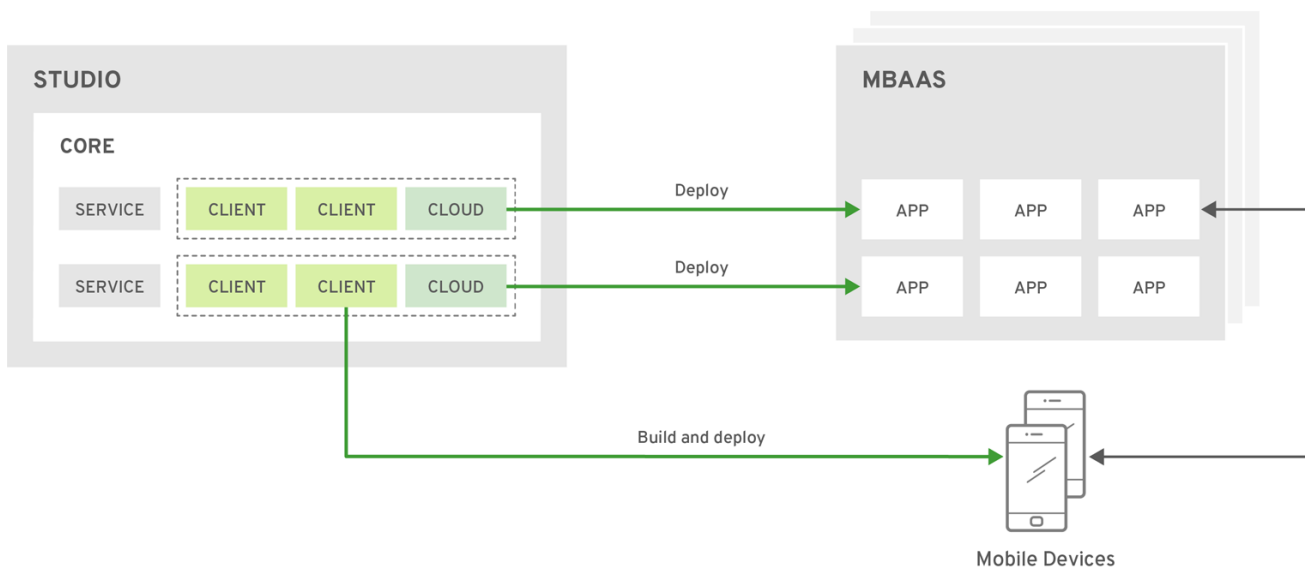 STUDIO
MBAAS
CORE
SERVICE CLIENT CLIENT CLOUD Deploy APP APP APP
SERVICE CLIENT CLIENT CLOUD Deploy APP APP APP
Build and deploy
Mobile Devices